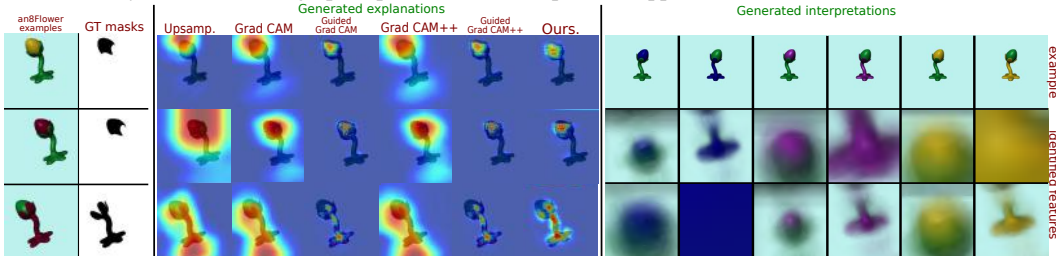 Generated explanations
Generated interpretations
an8Flower
examples
GT masks
Upsamp.
Grad CAM
Guided
Grad CAM
Grad CAM++
Guided
Grad CAM++
Ours.
example
identified features